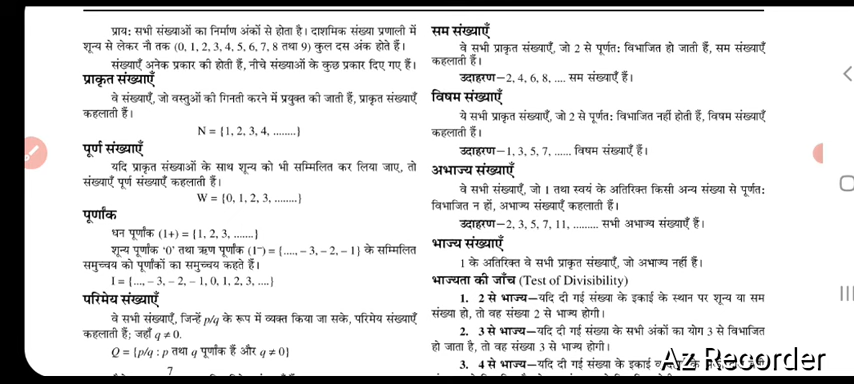 प्राय: सभी संख्याओं का निर्माण अंकों से होता है। दाशमिक संख्या प्रणाली में
शून्य से लेकर नौ तक (0, 1, 2, 3, 4, 5, 6, 7, 8 तथा 9) कुल दस अंक होते हैं।
संख्याएँ अनेक प्रकार की होती हैं, नीचे संख्याओं के कुछ प्रकार दिए गए हैं।
प्राकृत संख्याएँ
वे संख्याएँ, जो वस्तुओं की गिनती करने में प्रयुक्त की जाती हैं, प्राकृत संख्याएँ
कहलाती हैं।
N = {1, 2, 3, 4, ........}
पूर्ण संख्याएँ
यदि प्राकृत संख्याओं के साथ शून्य को भी सम्मिलित कर लिया जाए, तो
संख्याएँ पूर्ण संख्याएँ कहलाती हैं।
W = {0, 1, 2, 3, ........}
पूर्णांक
धन पूर्णांक (1+) = {1, 2, 3, .......}
शून्य पूर्णांक ‘0’ तथा ऋण पूर्णांक (1⁻) = {...., – 3, – 2, – 1} के सम्मिलित
समुच्चय को पूर्णांकों का समुच्चय कहते हैं।
I = {..., – 3, – 2, – 1, 0, 1, 2, 3, ....}
परिमेय संख्याएँ
वे सभी संख्याएँ, जिन्हें p/q के रूप में व्यक्त किया जा सके, परिमेय संख्याएँ
कहलाती हैं; जहाँ q ≠ 0.
Q = {p/q : p तथा q पूर्णांक हैं और q ≠ 0}
7
सम संख्याएँ
वे सभी प्राकृत संख्याएँ, जो 2 से पूर्णत: विभाजित हो जाती हैं, सम संख्याएँ
कहलाती हैं।
उदाहरण–2, 4, 6, 8, .... सम संख्याएँ हैं।
विषम संख्याएँ
ये सभी प्राकृत संख्याएँ, जो 2 से पूर्णत: विभाजित नहीं होती हैं, विषम संख्याएँ
कहलाती हैं।
उदाहरण–1, 3, 5, 7, ...... विषम संख्याएँ हैं।
अभाज्य संख्याएँ
वे सभी संख्याएँ, जो 1 तथा स्वयं के अतिरिक्त किसी अन्य संख्या से पूर्णत:
विभाजित न हों, अभाज्य संख्याएँ कहलाती हैं।
उदाहरण–2, 3, 5, 7, 11, ......... सभी अभाज्य संख्याएँ हैं।
भाज्य संख्याएँ
1 के अतिरिक्त वे सभी प्राकृत संख्याएँ, जो अभाज्य नहीं हैं।
भाज्यता की जाँच (Test of Divisibility)
1. 2 से भाज्य–यदि दी गई संख्या के इकाई के स्थान पर शून्य या सम
संख्या हो, तो वह संख्या 2 से भाज्य होगी।
2. 3 से भाज्य–यदि दी गई संख्या के सभी अंकों का योग 3 से विभाजित
हो जाता है, तो वह संख्या 3 से भाज्य होगी।
3. 4 से भाज्य–यदि दी गई संख्या के इकाई व
Az Recorder